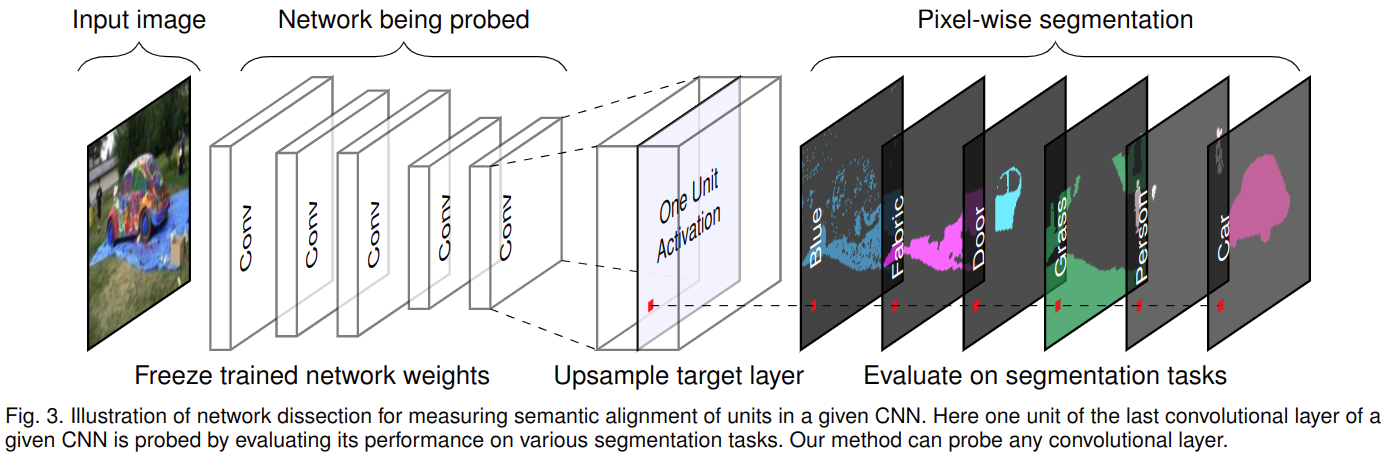 Input image
Network being probed
Pixel-wise segmentation
Conv
Conv
Conv
Conv
Conv
One Unit
Activation
Blue
Fabric
Door
Grass
Person
Car
Freeze trained network weights
Upsample target layer
Evaluate on segmentation tasks
Fig. 3. Illustration of network dissection for measuring semantic alignment of units in a given CNN. Here one unit of the last convolutional layer of a
given CNN is probed by evaluating its performance on various segmentation tasks. Our method can probe any convolutional layer.